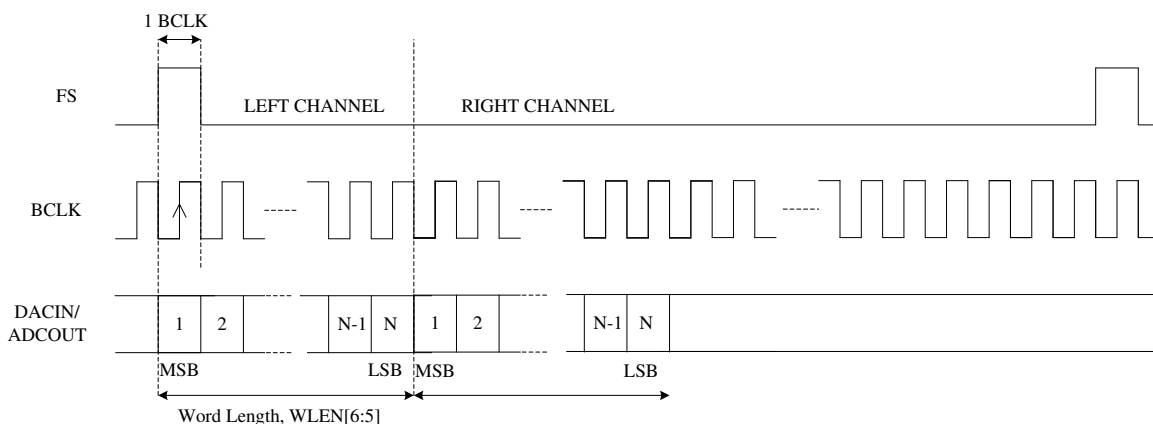 1 BCLK
FS
LEFT CHANNEL
RIGHT CHANNEL
BCLK
DACIN/
ADCOUT
1
2
N-1
N
1
2
N-1
N
MSB
LSB
MSB
LSB
Word Length, WLEN[6:5]